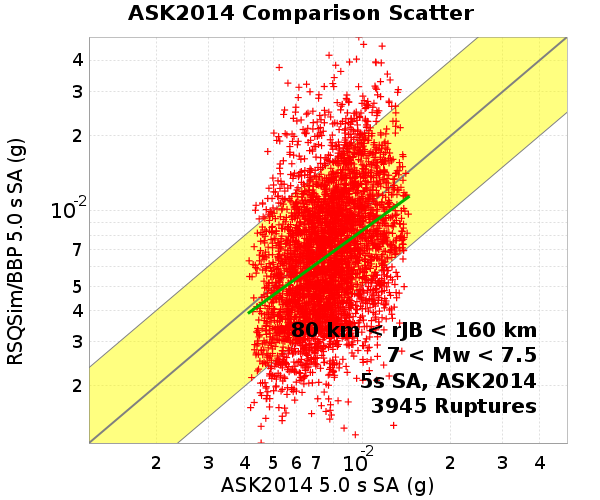 ASK2014 Comparison Scatter
RSQSim/BBP 5.0 s SA (g)
4
3
2
10⁻²
7
5
4
3
2
80 km < rJB < 160 km
7 < Mw < 7.5
5s SA, ASK2014
3945 Ruptures
2 3 4 5 6 7 10⁻² 2 3 4
ASK2014 5.0 s SA (g)